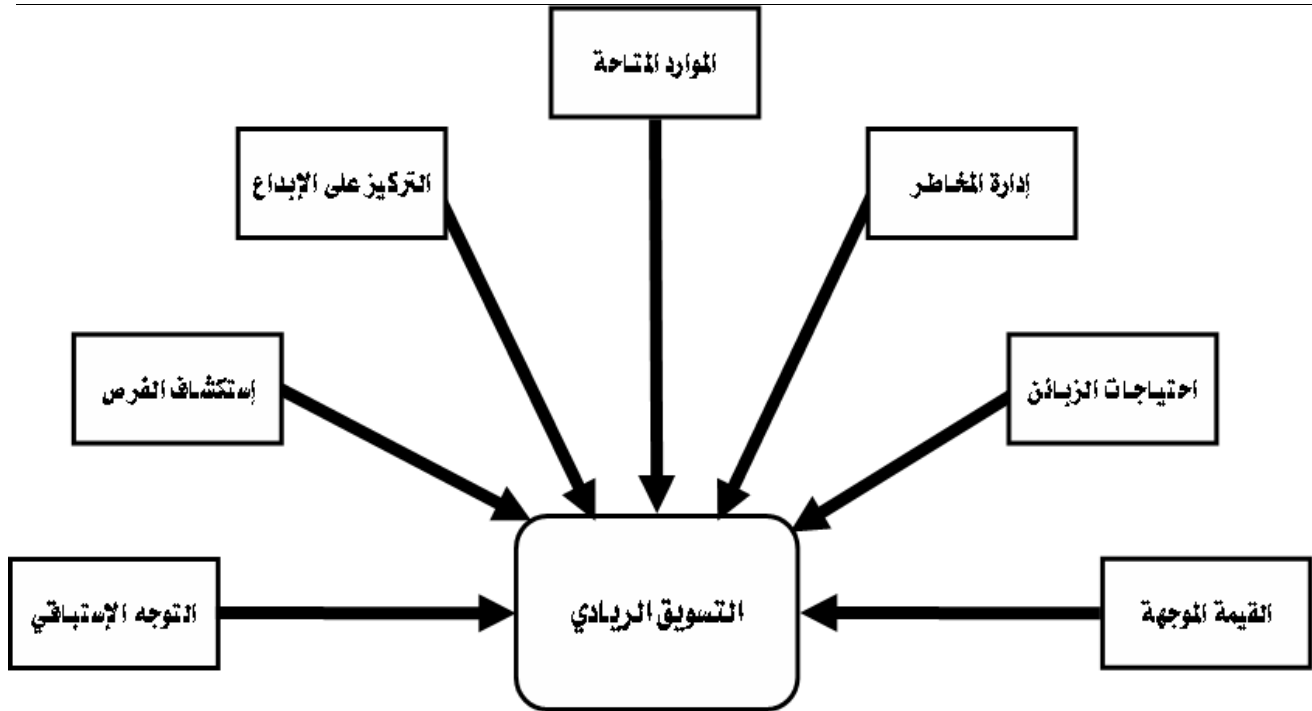 الموارد المتاحة
إدارة المخاطر
التركيز على الإبداع
احتياجات الزبائن
إستكشاف الفرص
القيمة الموجهة
التسويق الريادي
التوجه الإستباقي